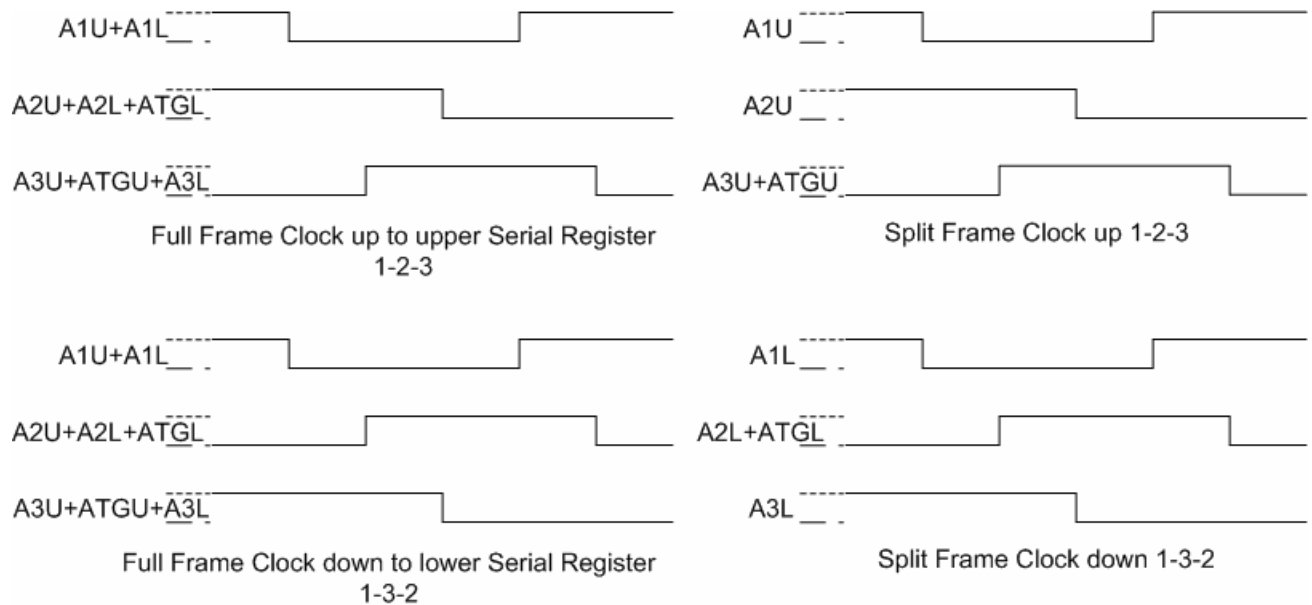 A1U+A1L
A2U+A2L+ATGL
A3U+ATGU+A3L
Full Frame Clock up to upper Serial Register
1-2-3
A1U
A2U
A3U+ATGU
Split Frame Clock up 1-2-3
A1U+A1L
A2U+A2L+ATGL
A3U+ATGU+A3L
Full Frame Clock down to lower Serial Register
1-3-2
A1L
A2L+ATGL
A3L
Split Frame Clock down 1-3-2